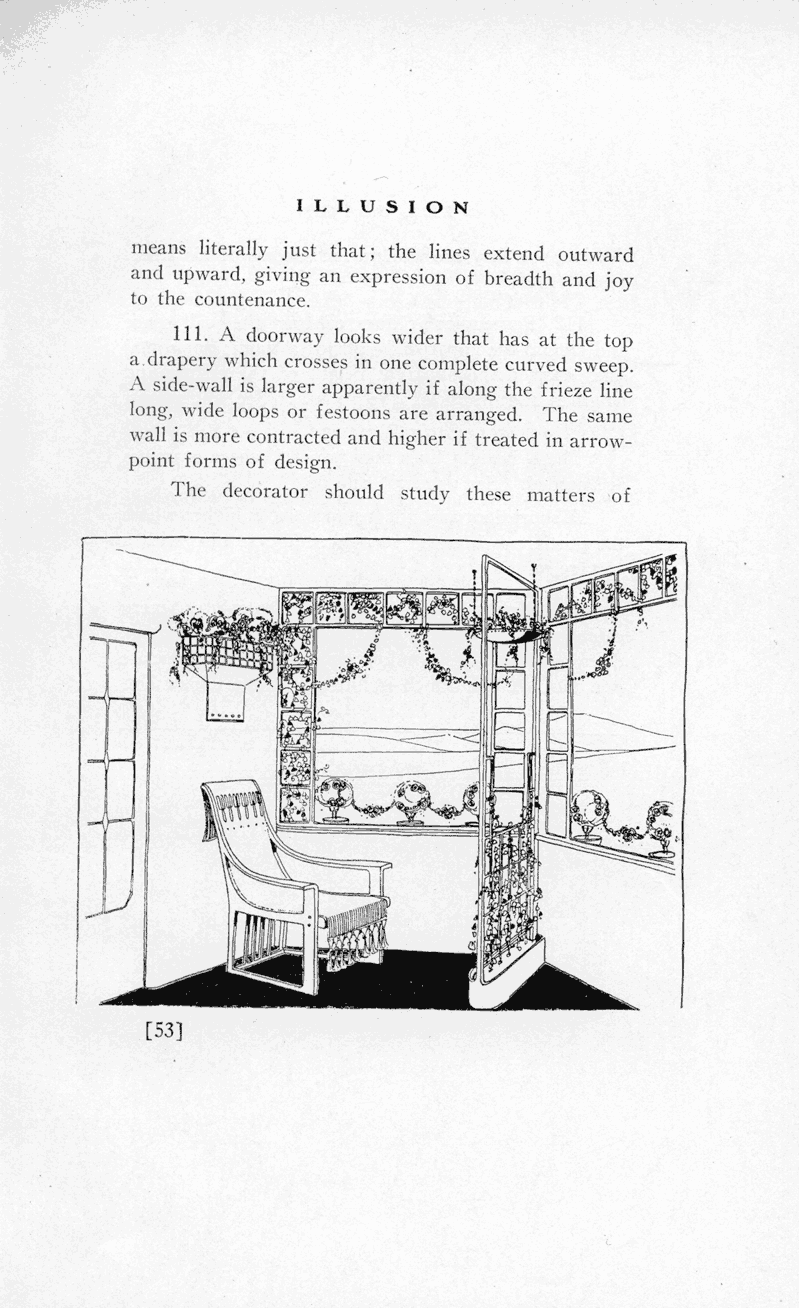 ILLUSION
means literally just that; the lines extend outward
and upward, giving an expression of breadth and joy
to the countenance.
111. A doorway looks wider that has at the top
a drapery which crosses in one complete curved sweep.
A side-wall is larger apparently if along the frieze line
long, wide loops or festoons are arranged. The same
wall is more contracted and higher if treated in arrow-
point forms of design.
The decorator should study these matters of
[53]